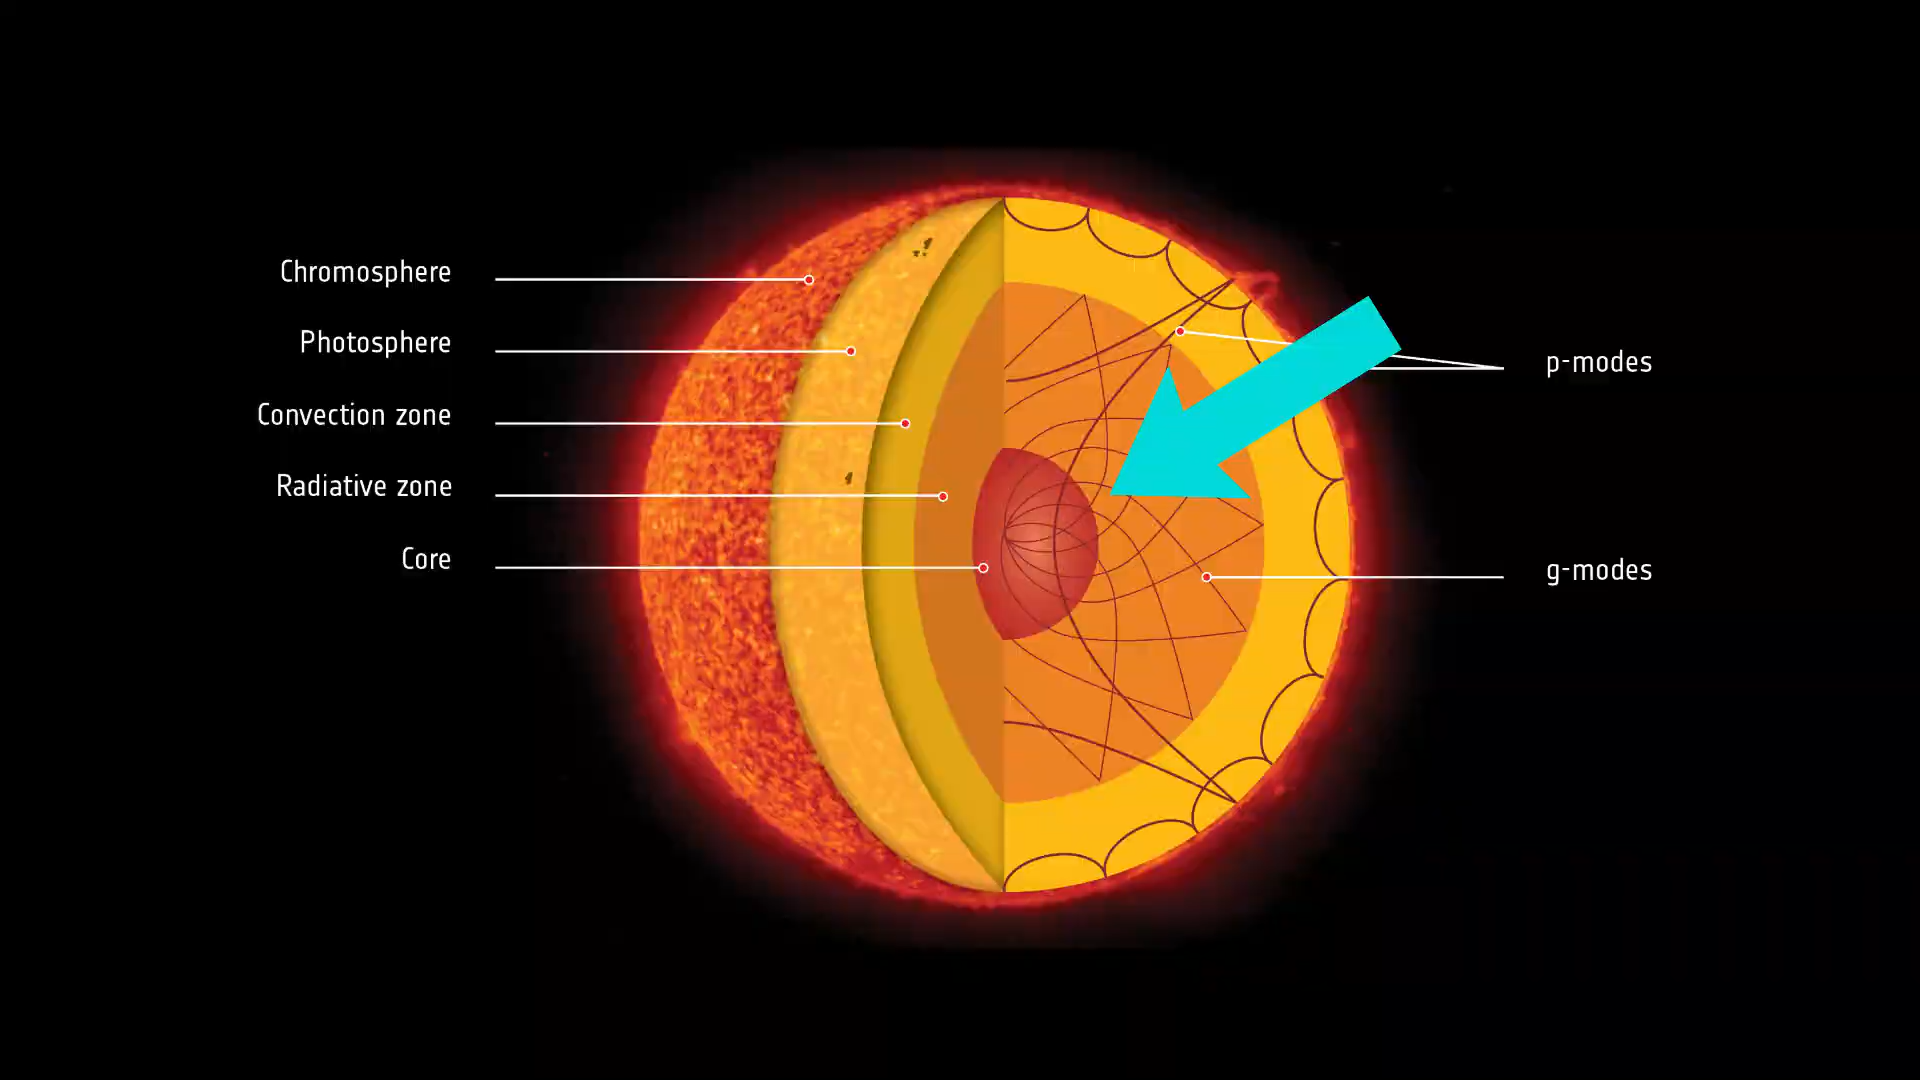 Chromosphere
Photosphere
Convection zone
Radiative zone
Core
p-modes
g-modes